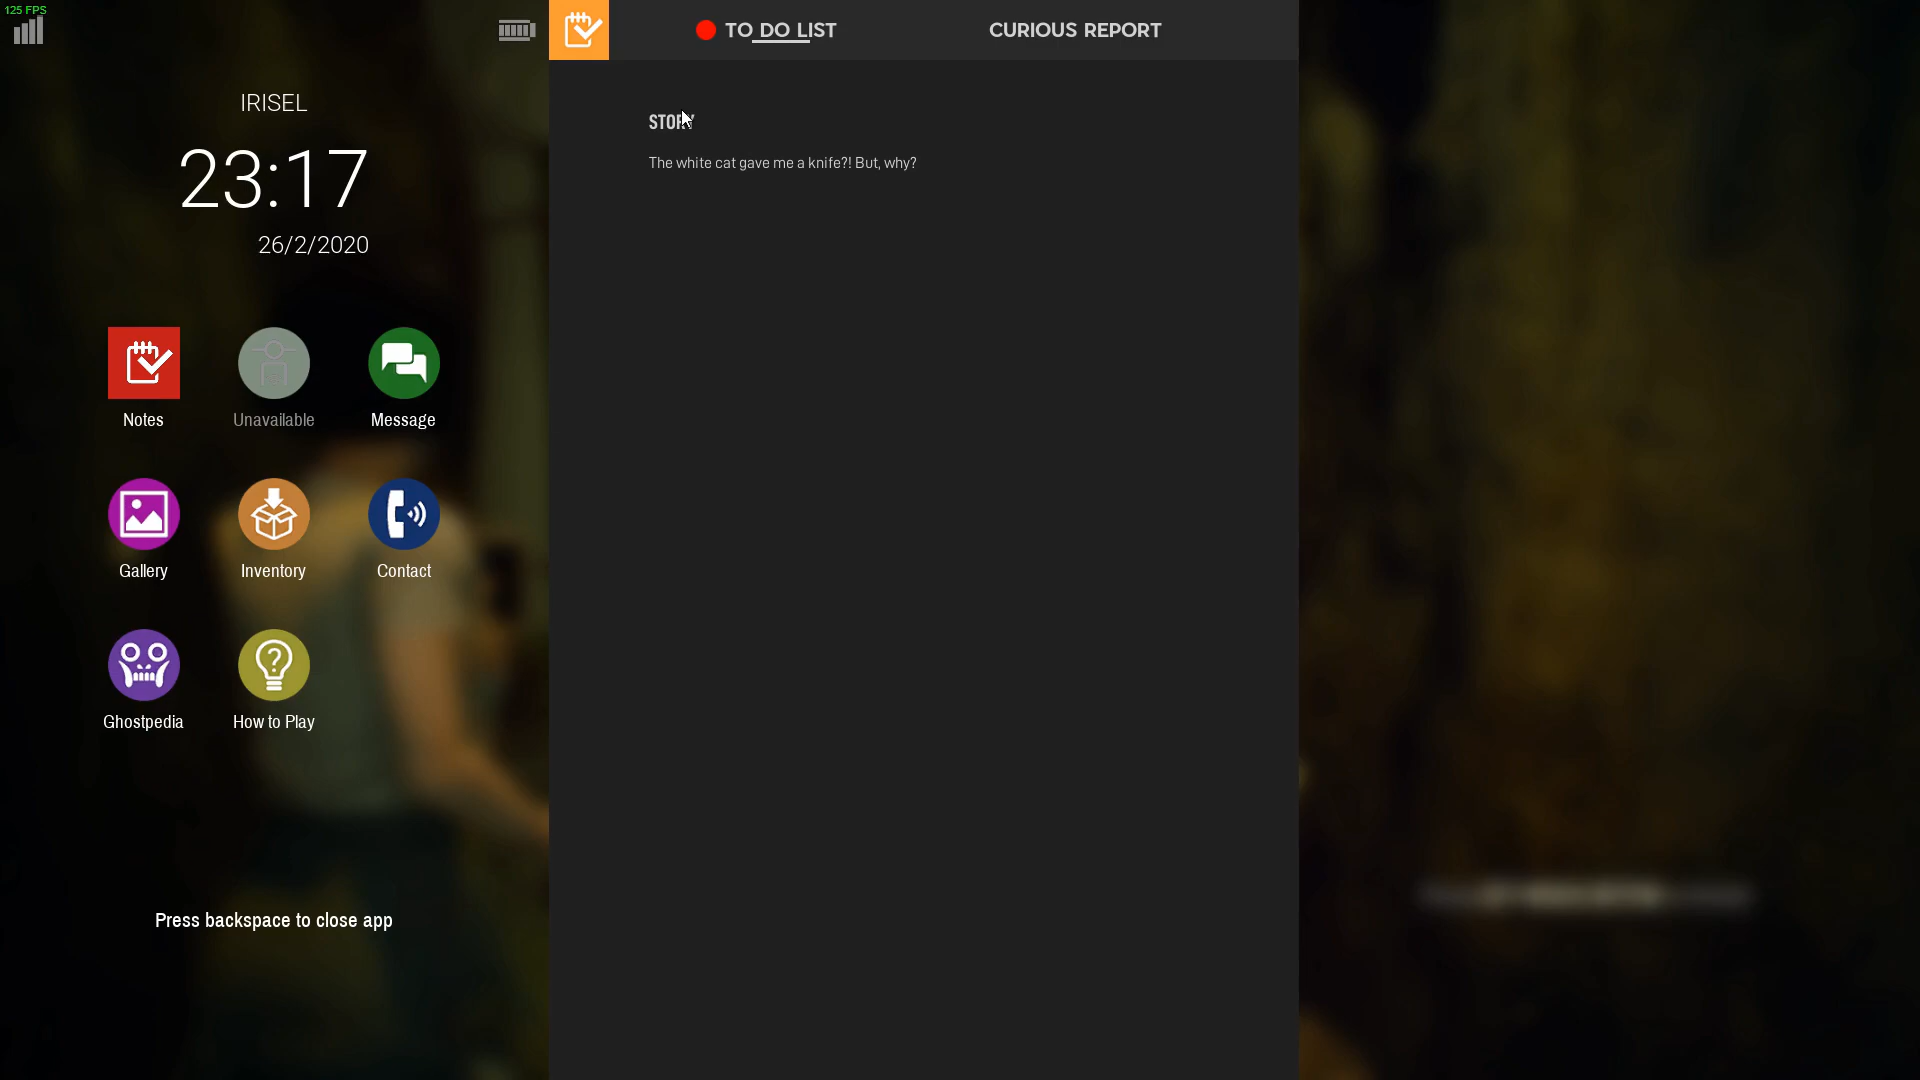 125 FPS
IRISEL
23:17
26/2/2020
Notes
Unavailable
Message
Gallery
Inventory
Contact
Ghostpedia
How to Play
Press backspace to close app
TO DO LIST
CURIOUS REPORT
STORY
The white cat gave me a knife?! But, why?